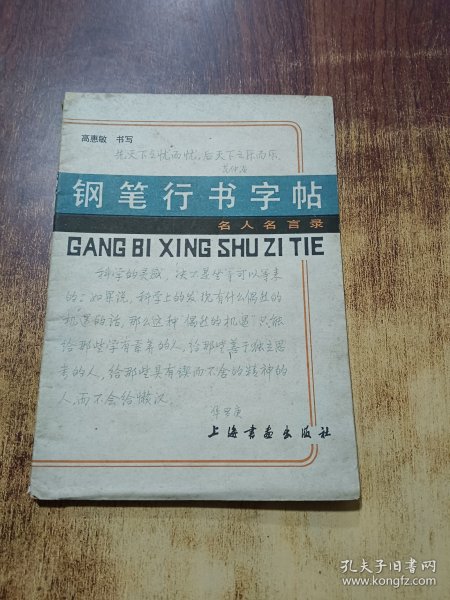 高惠敏 书写
先天下之忧而忧,后天下之乐而乐
范仲淹
钢笔行书字帖
名人名言录
GANG BI XING SHU ZI TIE
科学的灵感,决不是坐等可以等来
的。如果说,科学上的发现有什么偶然的
机遇的话,那么这种“偶然的机遇”只能
给那些学有素养的人,给那些善于独立思
考的人,给那些具有锲而不舍的精神的
人,而不会给懒汉。
华罗庚
上海书画出版社
孔夫子旧书网
www.kongfz.com